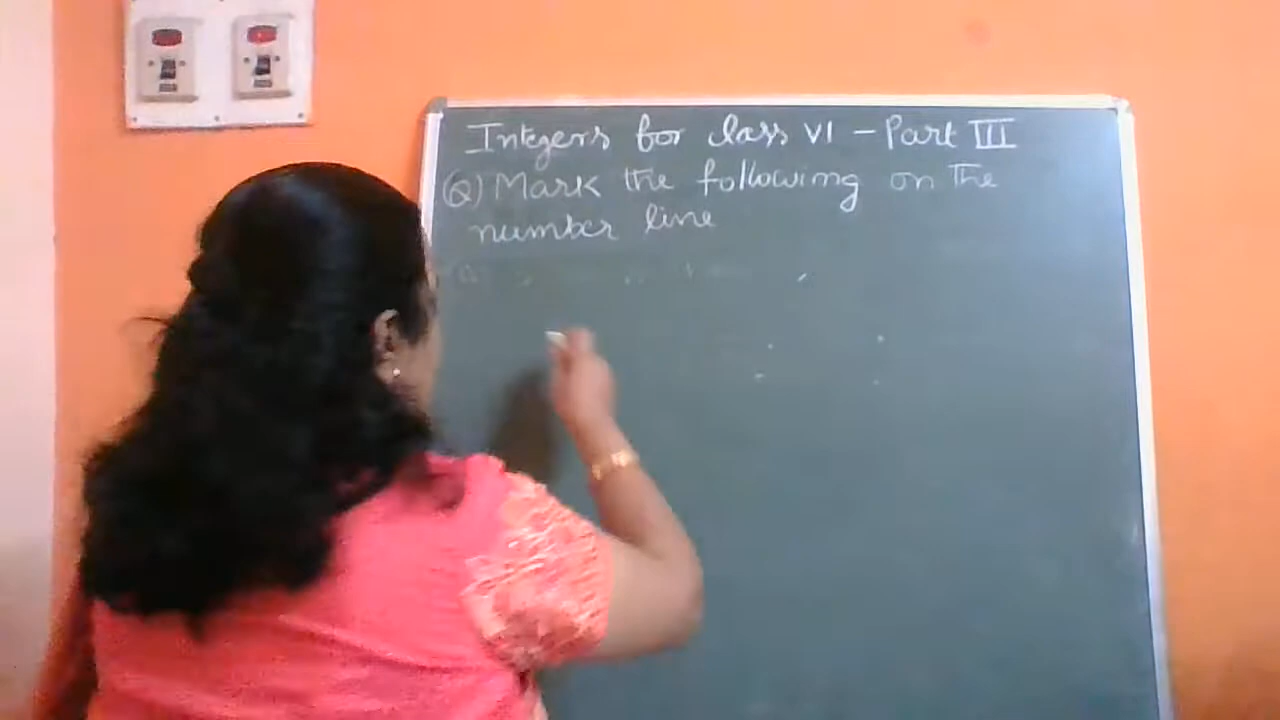 Integers for class VI - Part III
Q) Mark the following on the
number line